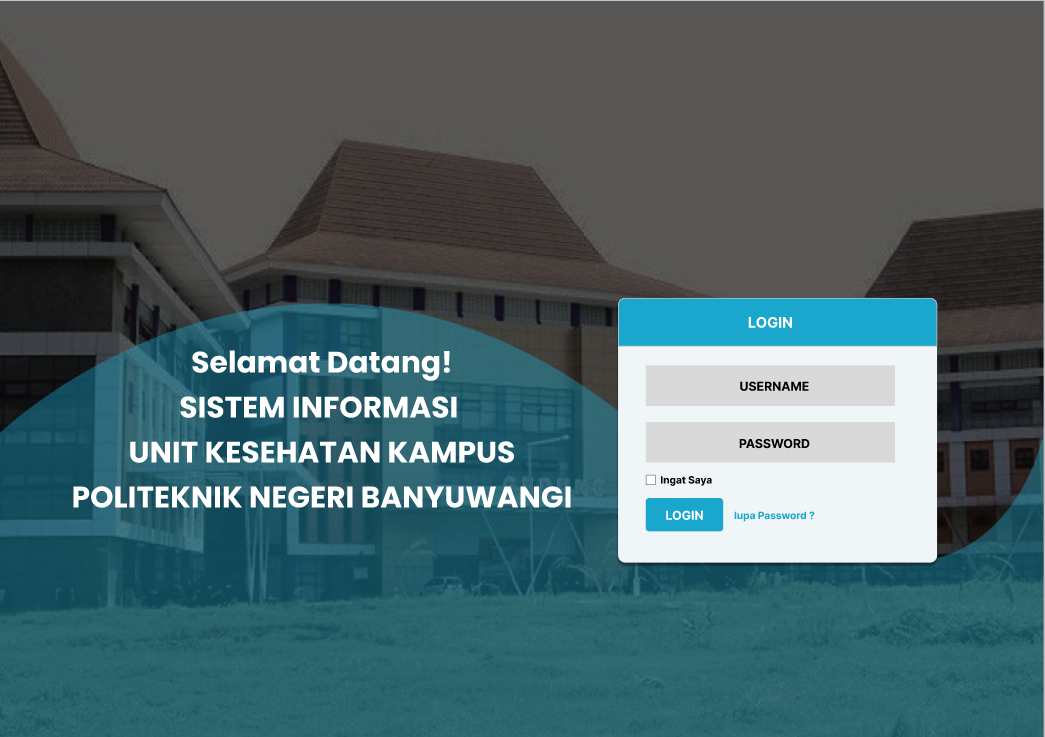 Selamat Datang!
SISTEM INFORMASI
UNIT KESEHATAN KAMPUS
POLITEKNIK NEGERI BANYUWANGI
LOGIN
USERNAME
PASSWORD
Ingat Saya
LOGIN lupa Password ?